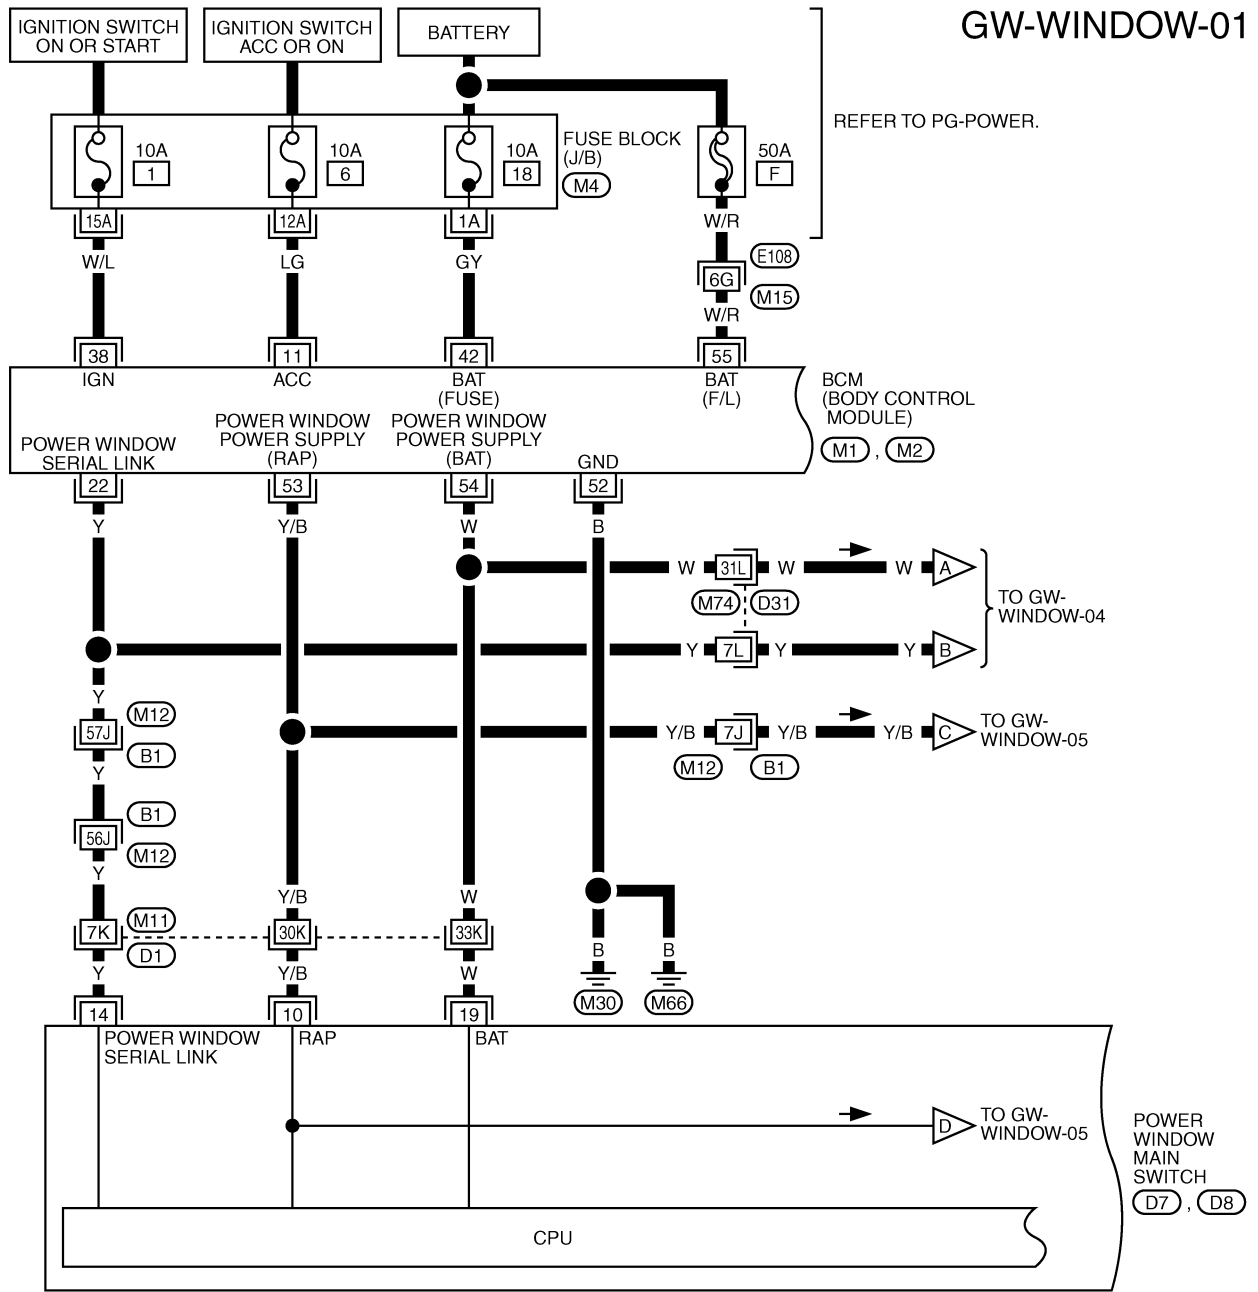 GW-WINDOW-01
IGNITION SWITCH
ON OR START
IGNITION SWITCH
ACC OR ON
BATTERY
REFER TO PG-POWER.
10A
1
10A
6
10A
18
FUSE BLOCK
(J/B)
M4
50A
F
15A
12A
1A
W/R
W/L
LG
GY
E108
6G
M15
W/R
38
11
42
55
IGN
ACC
BAT
(FUSE)
BAT
(F/L)
BCM
(BODY CONTROL
MODULE)
M1 , M2
POWER WINDOW
SERIAL LINK
POWER WINDOW
POWER SUPPLY
(RAP)
POWER WINDOW
POWER SUPPLY
(BAT)
GND
22
53
54
52
Y
Y/B
W
B
W
31L
W
W
A
M74
D31
TO GW-
WINDOW-04
Y
7L
Y
Y
B
Y
M12
57J
B1
Y
Y/B
7J
Y/B
Y/B
C
TO GW-
WINDOW-05
M12
B1
B1
56J
M12
Y
Y/B
W
M11
7K
30K
33K
D1
Y
Y/B
W
B
B
M30
M66
14
10
19
POWER WINDOW
SERIAL LINK
RAP
BAT
D
TO GW-
WINDOW-05
POWER
WINDOW
MAIN
SWITCH
D7 , D8
CPU